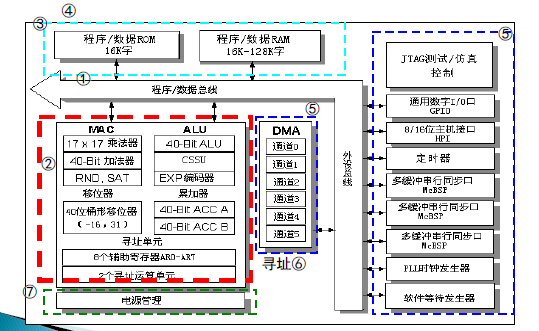 ④
③
程序/数据ROM
16K字
程序/数据RAM
16K-128K字
⑤
JTAG测试/仿真
控制
①
程序/数据总线
②
MAC
17 x 17 乘法器
40-Bit 加法器
RND, SAT
移位器
40位桶形移位器
(-16, 31)
ALU
40-Bit ALU
CSSU
EXP编码器
累加器
40-Bit ACC A
40-Bit ACC B
寻址单元
8个辅助寄存器AR0-AR7
2个寻址运算单元
⑤
DMA
通道0
通道1
通道2
通道3
通道4
通道5
寻址⑥
外设总线
通用数字I/O口
GPIO
8/16位主机接口
HPI
定时器
多缓冲串行同步口
McBSP
多缓冲串行同步口
McBSP
多缓冲串行同步口
McBSP
PLL时钟发生器
软件等待发生器
⑦
电源管理